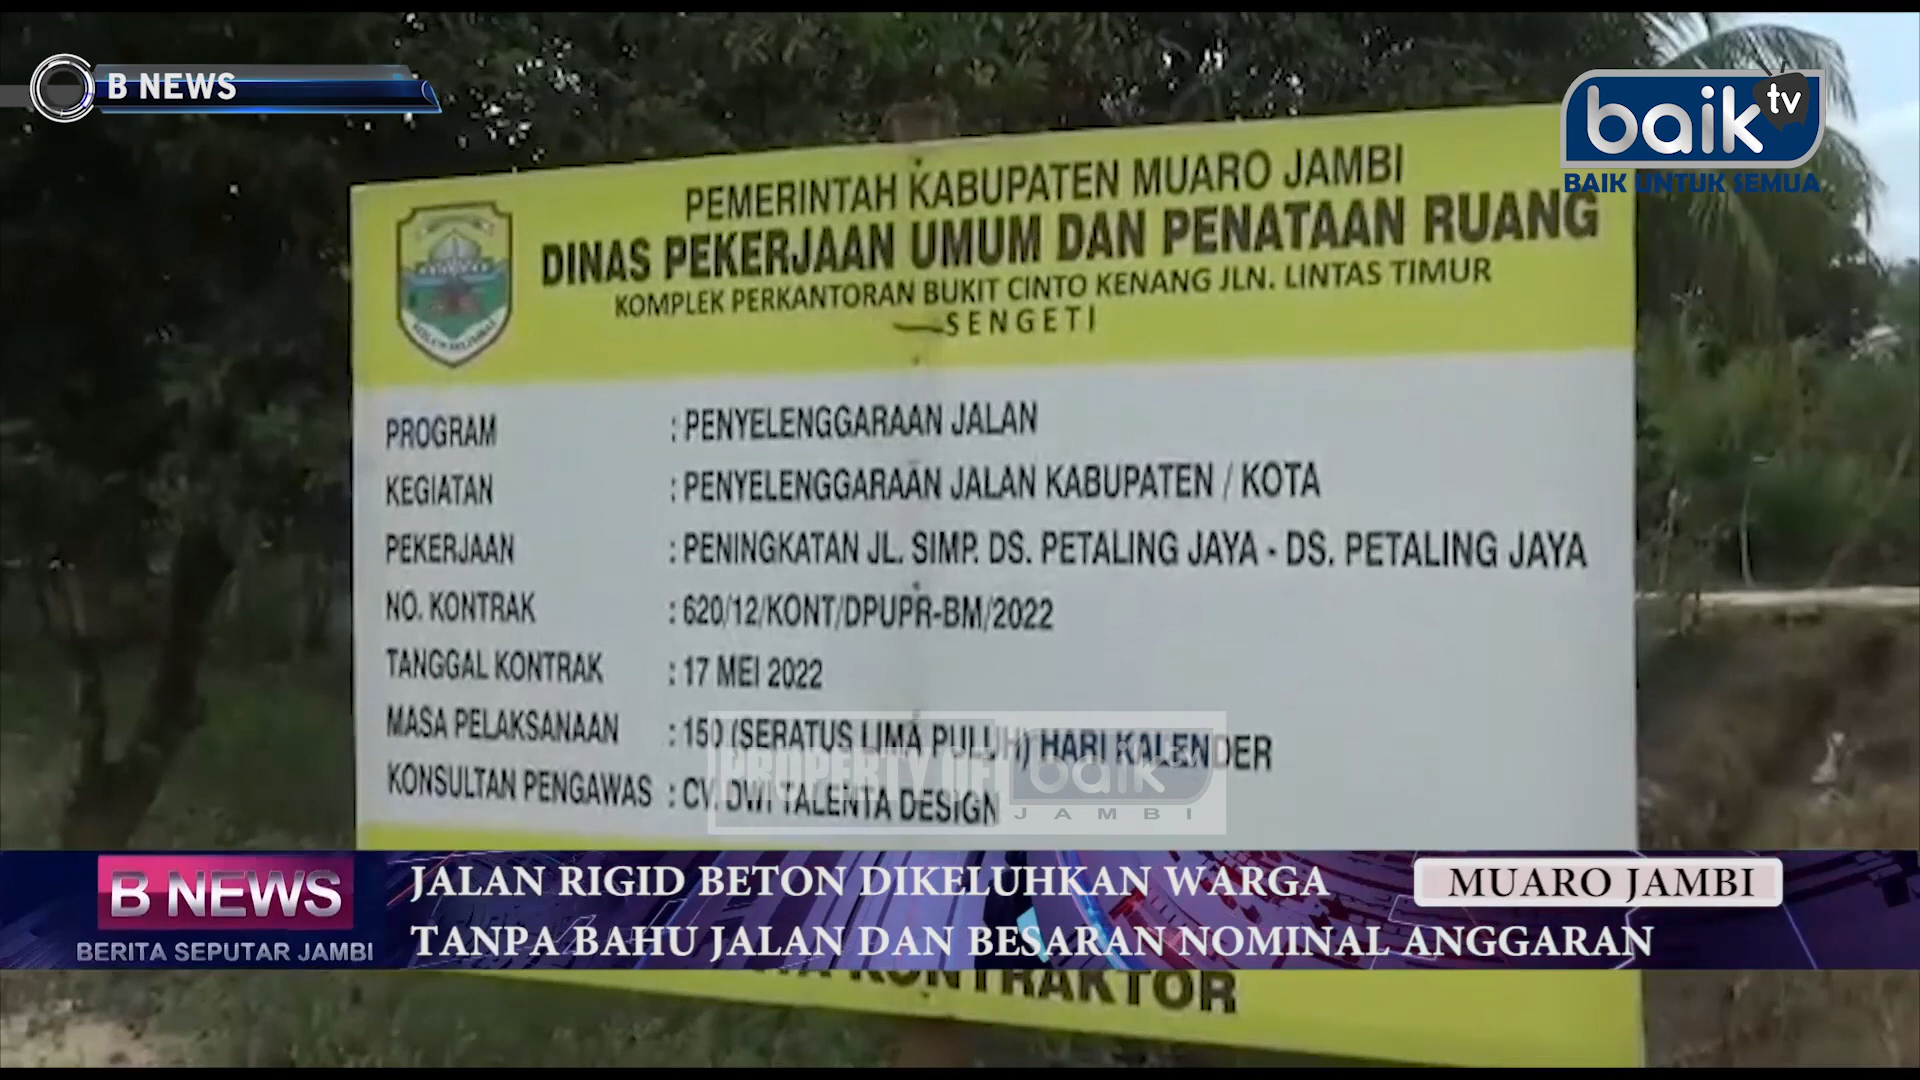 B NEWS
baik tv
BAIK UNTUK SEMUA
PEMERINTAH KABUPATEN MUARO JAMBI
DINAS PEKERJAAN UMUM DAN PENATAAN RUANG
KOMPLEK PERKANTORAN BUKIT CINTO KENANG JLN. LINTAS TIMUR
SENGETI
PROGRAM : PENYELENGGARAAN JALAN
KEGIATAN : PENYELENGGARAAN JALAN KABUPATEN / KOTA
PEKERJAAN : PENINGKATAN JL. SIMP. DS. PETALING JAYA - DS. PETALING JAYA
NO. KONTRAK : 620/12/KONT/DPUPR-BM/2022
TANGGAL KONTRAK : 17 MEI 2022
MASA PELAKSANAAN : 150 (SERATUS LIMA PULUH) HARI KALENDER
KONSULTAN PENGAWAS : CV. DWI TALENTA DESIGN
PROPERTY OF baik tv
JAMBI
B NEWS
BERITA SEPUTAR JAMBI
JALAN RIGID BETON DIKELUHKAN WARGA
TANPA BAHU JALAN DAN BESARAN NOMINAL ANGGARAN
MUARO JAMBI
KONTRAKTOR